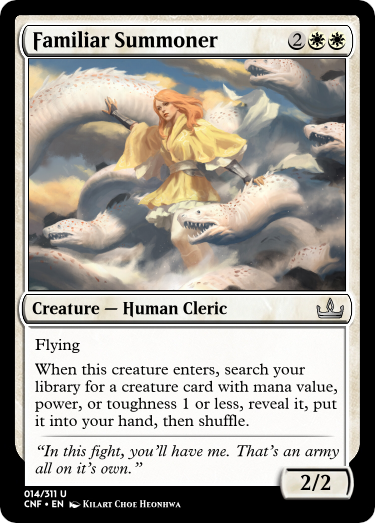 Familiar Summoner 2
Creature — Human Cleric
Flying
When this creature enters, search your
library for a creature card with mana value,
power, or toughness 1 or less, reveal it, put
it into your hand, then shuffle.
“In this fight, you'll have me. That's an army
all on it's own.”
2/2
014/311 U
CNF • EN Kilart Choe Heonhwa